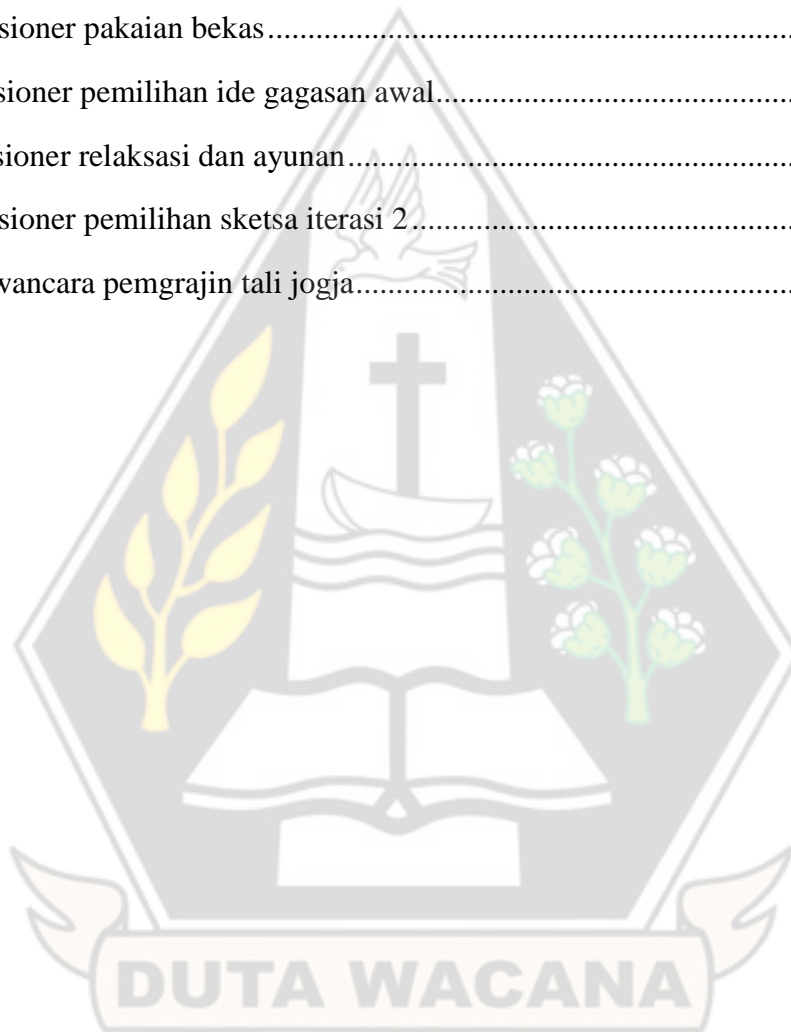 sioner pakaian bekas...........................................................................
sioner pemilihan ide gagasan awal....................................................
sioner relaksasi dan ayunan................................................................
sioner pemilihan sketsa iterasi 2........................................................
wancara pemgrajin tali jogja...............................................................
DUTA WACANA